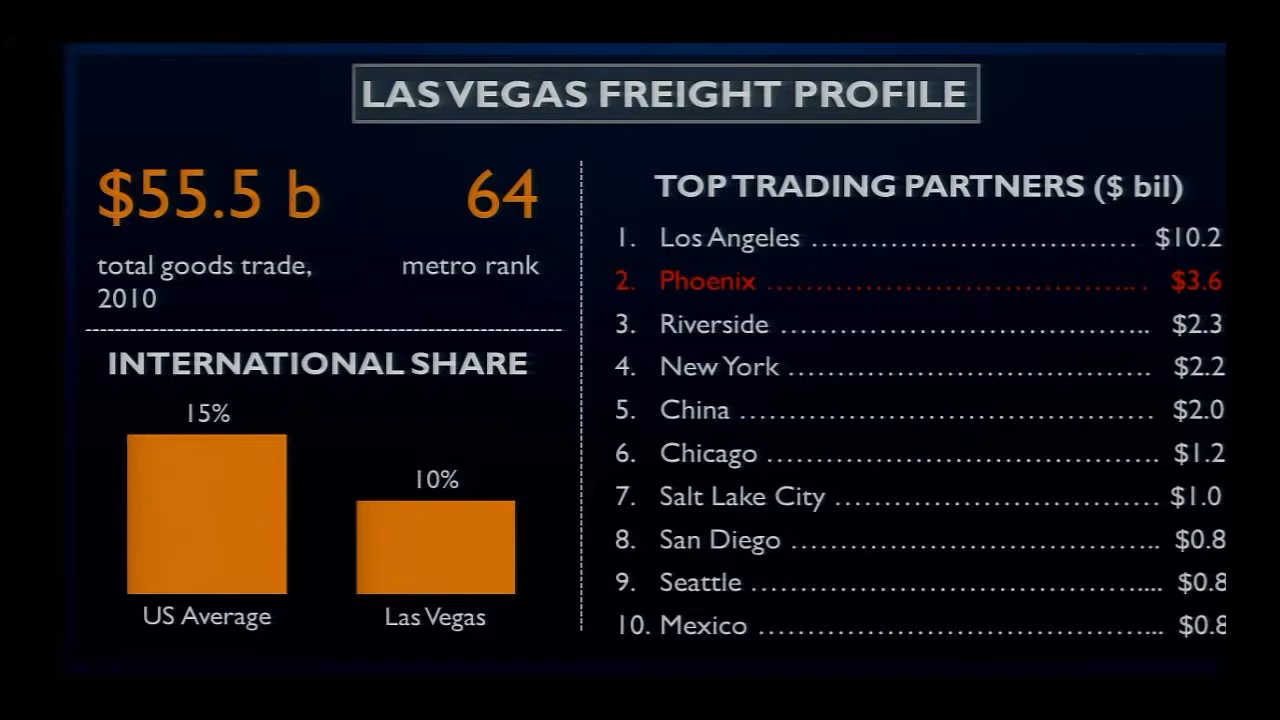 LAS VEGAS FREIGHT PROFILE
$55.5 b
total goods trade,
2010
64
metro rank
INTERNATIONAL SHARE
15%
US Average
10%
Las Vegas
TOP TRADING PARTNERS ($ bil)
1. Los Angeles ................................. $10.2
2. Phoenix ....................................... . $3.6
3. Riverside ...................................... $2.3
4. New York ..................................... $2.2
5. China .......................................... $2.0
6. Chicago ........................................ $1.2
7. Salt Lake City ................................. $1.0
8. San Diego ...................................... $0.8
9. Seattle .......................................... $0.8
10. Mexico ......................................... $0.8